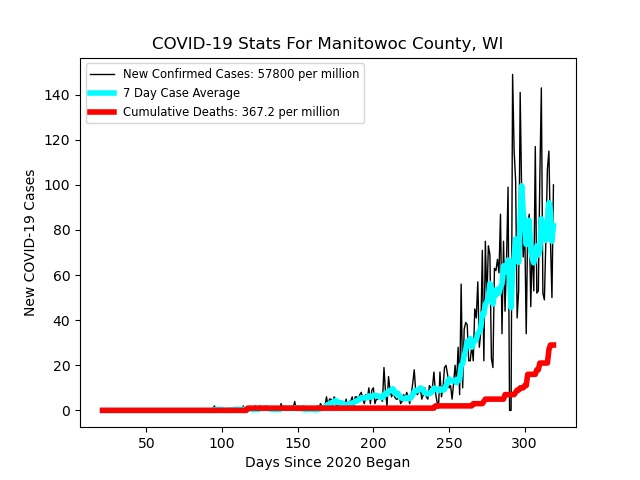 COVID-19 Stats For Manitowoc County, WI
New Confirmed Cases: 57800 per million
7 Day Case Average
Cumulative Deaths: 367.2 per million
New COVID-19 Cases
140
120
100
80
60
40
20
0
50 100 150 200 250 300
Days Since 2020 Began